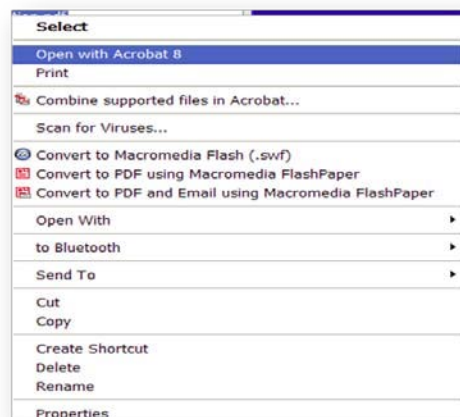 Select
Open with Acrobat 8
Print
Combine supported files in Acrobat...
Scan for Viruses...
Convert to Macromedia Flash (.swf)
Convert to PDF using Macromedia FlashPaper
Convert to PDF and Email using Macromedia FlashPaper
Open With
to Bluetooth
Send To
Cut
Copy
Create Shortcut
Delete
Rename
Properties